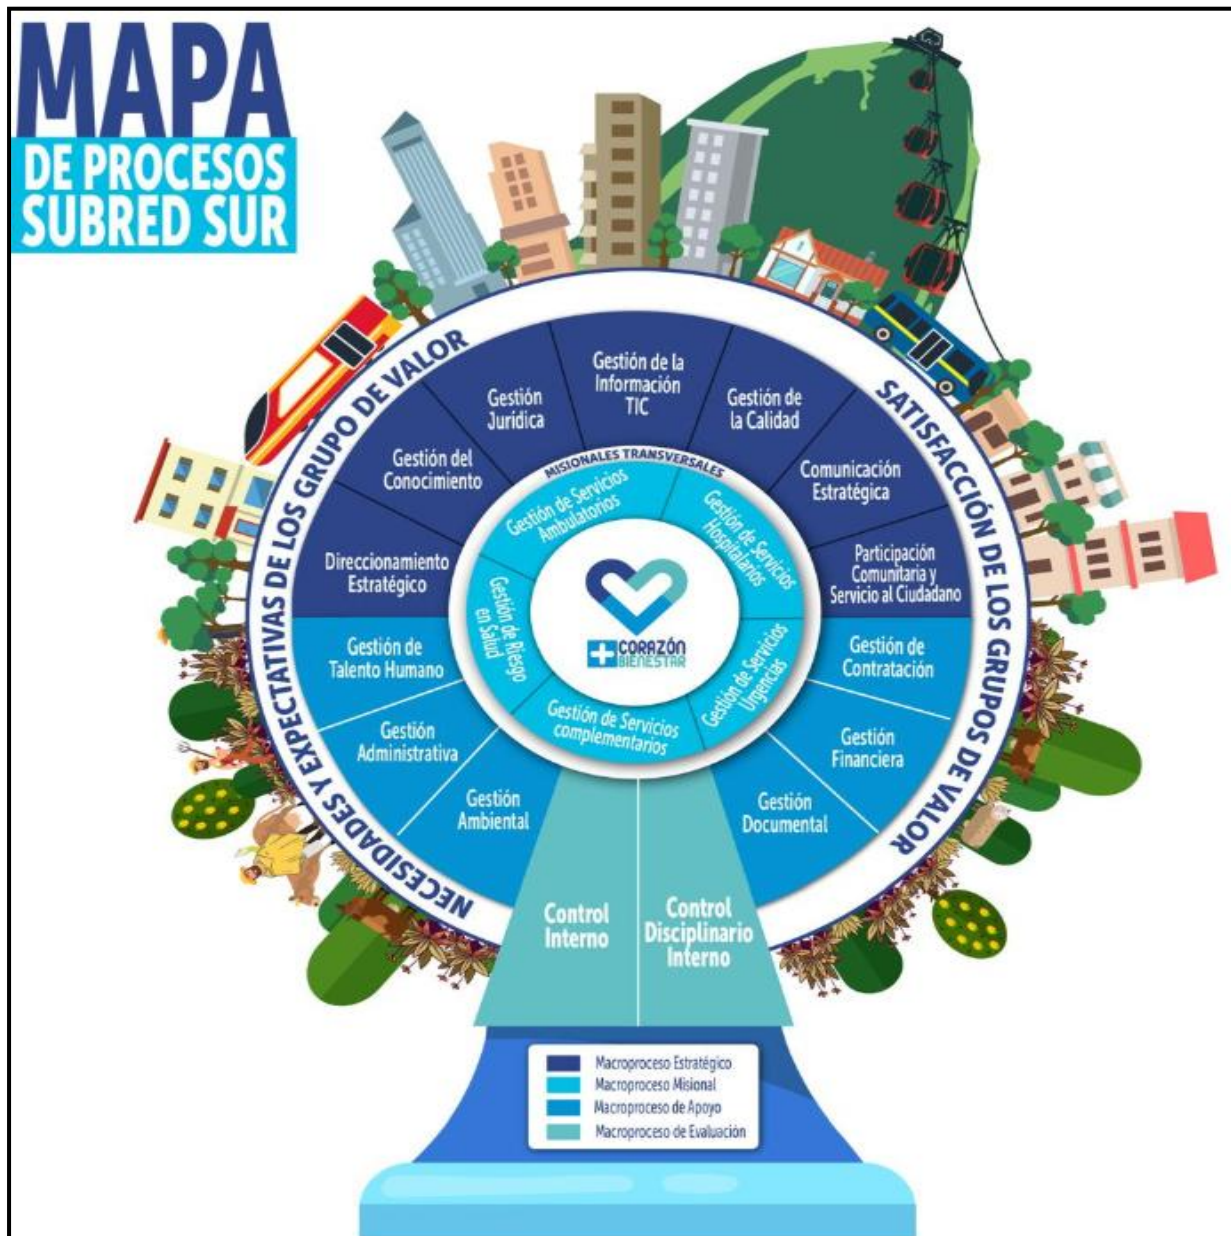 MAPA
DE PROCESOS
SUBRED SUR
NECESIDADES Y EXPECTATIVAS DE LOS GRUPO DE VALOR
SATISFACCIÓN DE LOS GRUPOS DE VALOR
Direccionamiento
Estratégico
Gestión del
Conocimiento
Gestión
Jurídica
Gestión de la
Información
TIC
Gestión de
la Calidad
Comunicación
Estratégica
Participación
Comunitaria y
Servicio al Ciudadano
MISIONALES TRANSVERSALES
Gestión de Servicios
Ambulatorios
Gestión de Servicios
Hospitalarios
Gestión de Servicios
Urgencias
Gestión de Servicios
complementarios
Gestión de Riesgo
en Salud
CORAZÓN
BIENESTAR
Gestión de
Talento Humano
Gestión
Administrativa
Gestión
Ambiental
Gestión de
Contratación
Gestión
Financiera
Gestión
Documental
Control
Interno
Control
Disciplinario
Interno
Macroproceso Estratégico
Macroproceso Misional
Macroproceso de Apoyo
Macroproceso de Evaluación